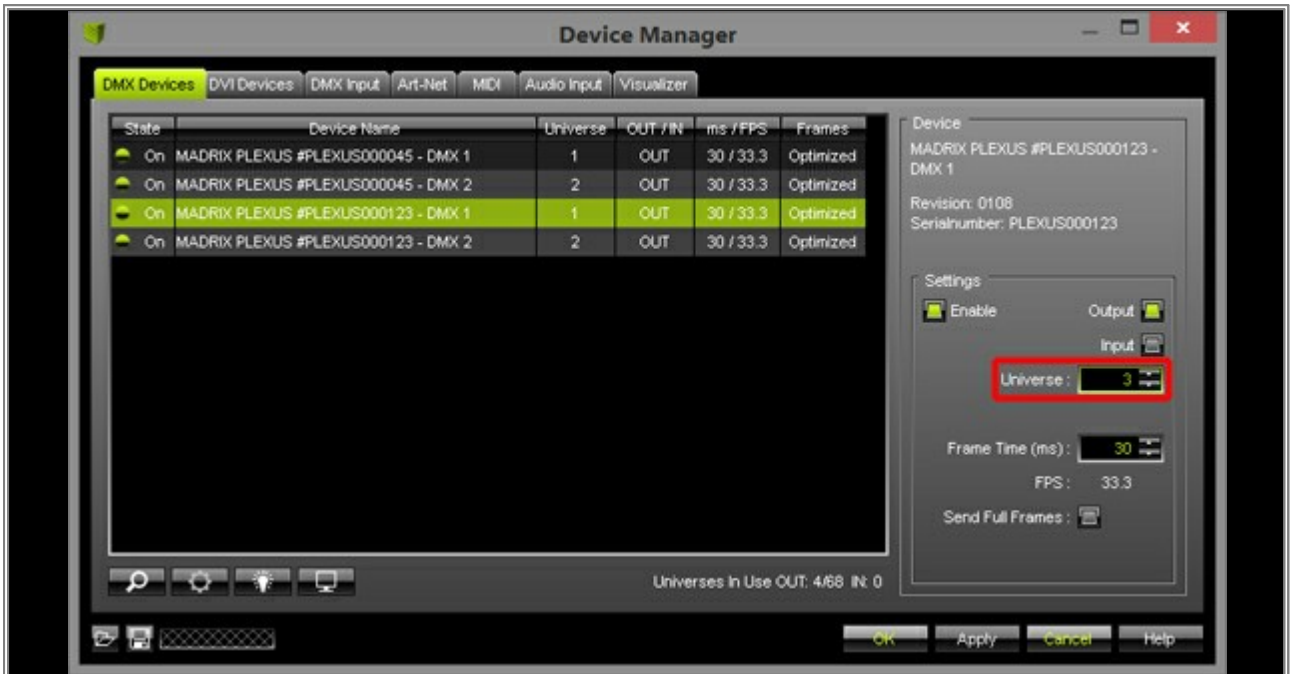 Device Manager
DMX Devices DVI Devices DMX Input Art-Net MIDI Audio Input Visualizer
State Device Name Universe OUT / IN ms / FPS Frames
On MADRIX PLEXUS #PLEXUS000045 - DMX 1 1 OUT 30 / 33.3 Optimized
On MADRIX PLEXUS #PLEXUS000045 - DMX 2 2 OUT 30 / 33.3 Optimized
On MADRIX PLEXUS #PLEXUS000123 - DMX 1 1 OUT 30 / 33.3 Optimized
On MADRIX PLEXUS #PLEXUS000123 - DMX 2 2 OUT 30 / 33.3 Optimized
Device
MADRIX PLEXUS #PLEXUS000123 -
DMX 1
Revision: 0108
Serialnumber: PLEXUS000123
Settings
Enable Output
Input
Universe : 3
Frame Time (ms) : 30
FPS : 33.3
Send Full Frames :
Universes In Use OUT: 4/68 IN: 0
OK Apply Cancel Help